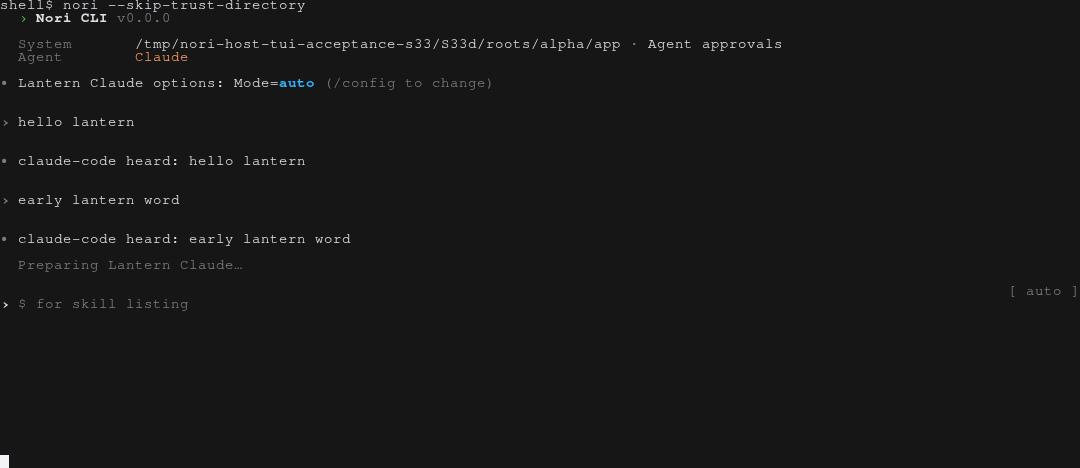 shell$ nori --skip-trust-directory
› Nori CLI v0.0.0
System /tmp/nori-host-tui-acceptance-s33/S33d/roots/alpha/app · Agent approvals
Agent Claude
• Lantern Claude options: Mode=auto (/config to change)
› hello lantern
• claude-code heard: hello lantern
› early lantern word
• claude-code heard: early lantern word
Preparing Lantern Claude…
[ auto ]
› $ for skill listing